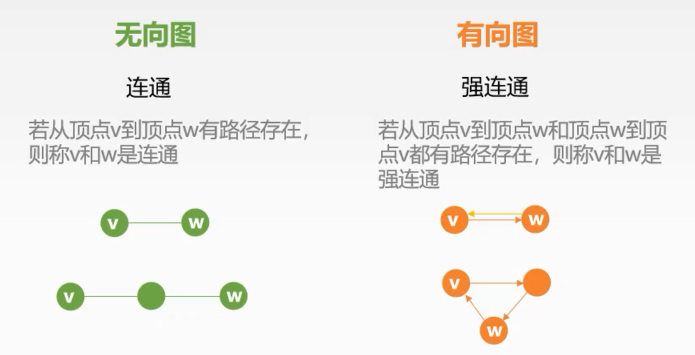 无向图
连通
若从顶点v到顶点w有路径存在，
则称v和w是连通
v w
v w
有向图
强连通
若从顶点v到顶点w和顶点w到顶
点v都有路径存在，则称v和w是
强连通
v w
v
w